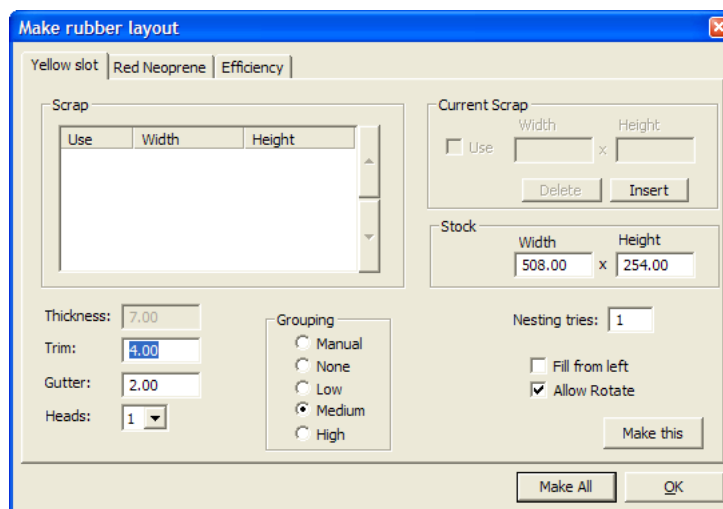 Make rubber layout
Yellow slot Red Neoprene Efficiency
Scrap
Use Width Height
Current Scrap
Width Height
Use x
Delete Insert
Stock
Width Height
508.00 x 254.00
Thickness: 7.00
Trim: 4.00
Gutter: 2.00
Heads: 1
Grouping
Manual
None
Low
Medium
High
Nesting tries: 1
Fill from left
Allow Rotate
Make this
Make All OK